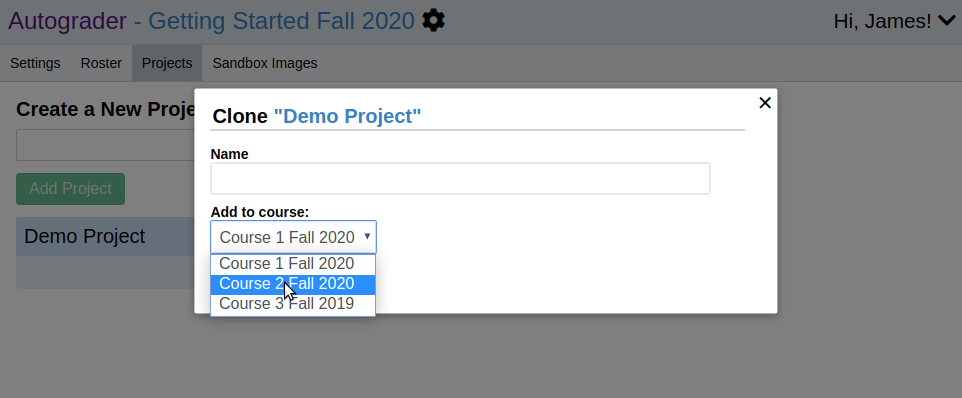 Autograder - Getting Started Fall 2020
Hi, James!
Settings Roster Projects Sandbox Images
Create a New Proje
Add Project
Demo Project
Clone "Demo Project"
Name
Add to course:
Course 1 Fall 2020
Course 1 Fall 2020
Course 2 Fall 2020
Course 3 Fall 2019